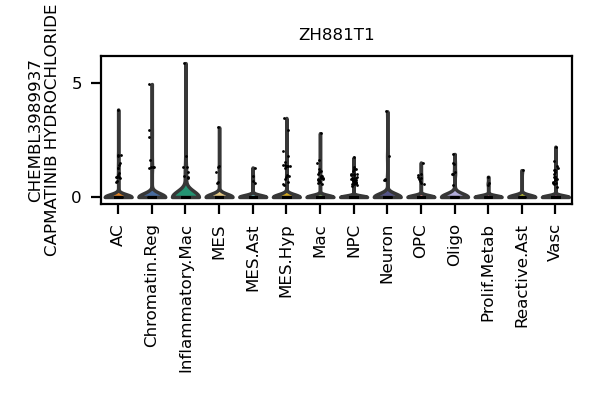 ZH881T1
CHEMBL3989937
CAPMATINIB HYDROCHLORIDE
5
0
AC
Chromatin.Reg
Inflammatory.Mac
MES
MES.Ast
MES.Hyp
Mac
NPC
Neuron
OPC
Oligo
Prolif.Metab
Reactive.Ast
Vasc